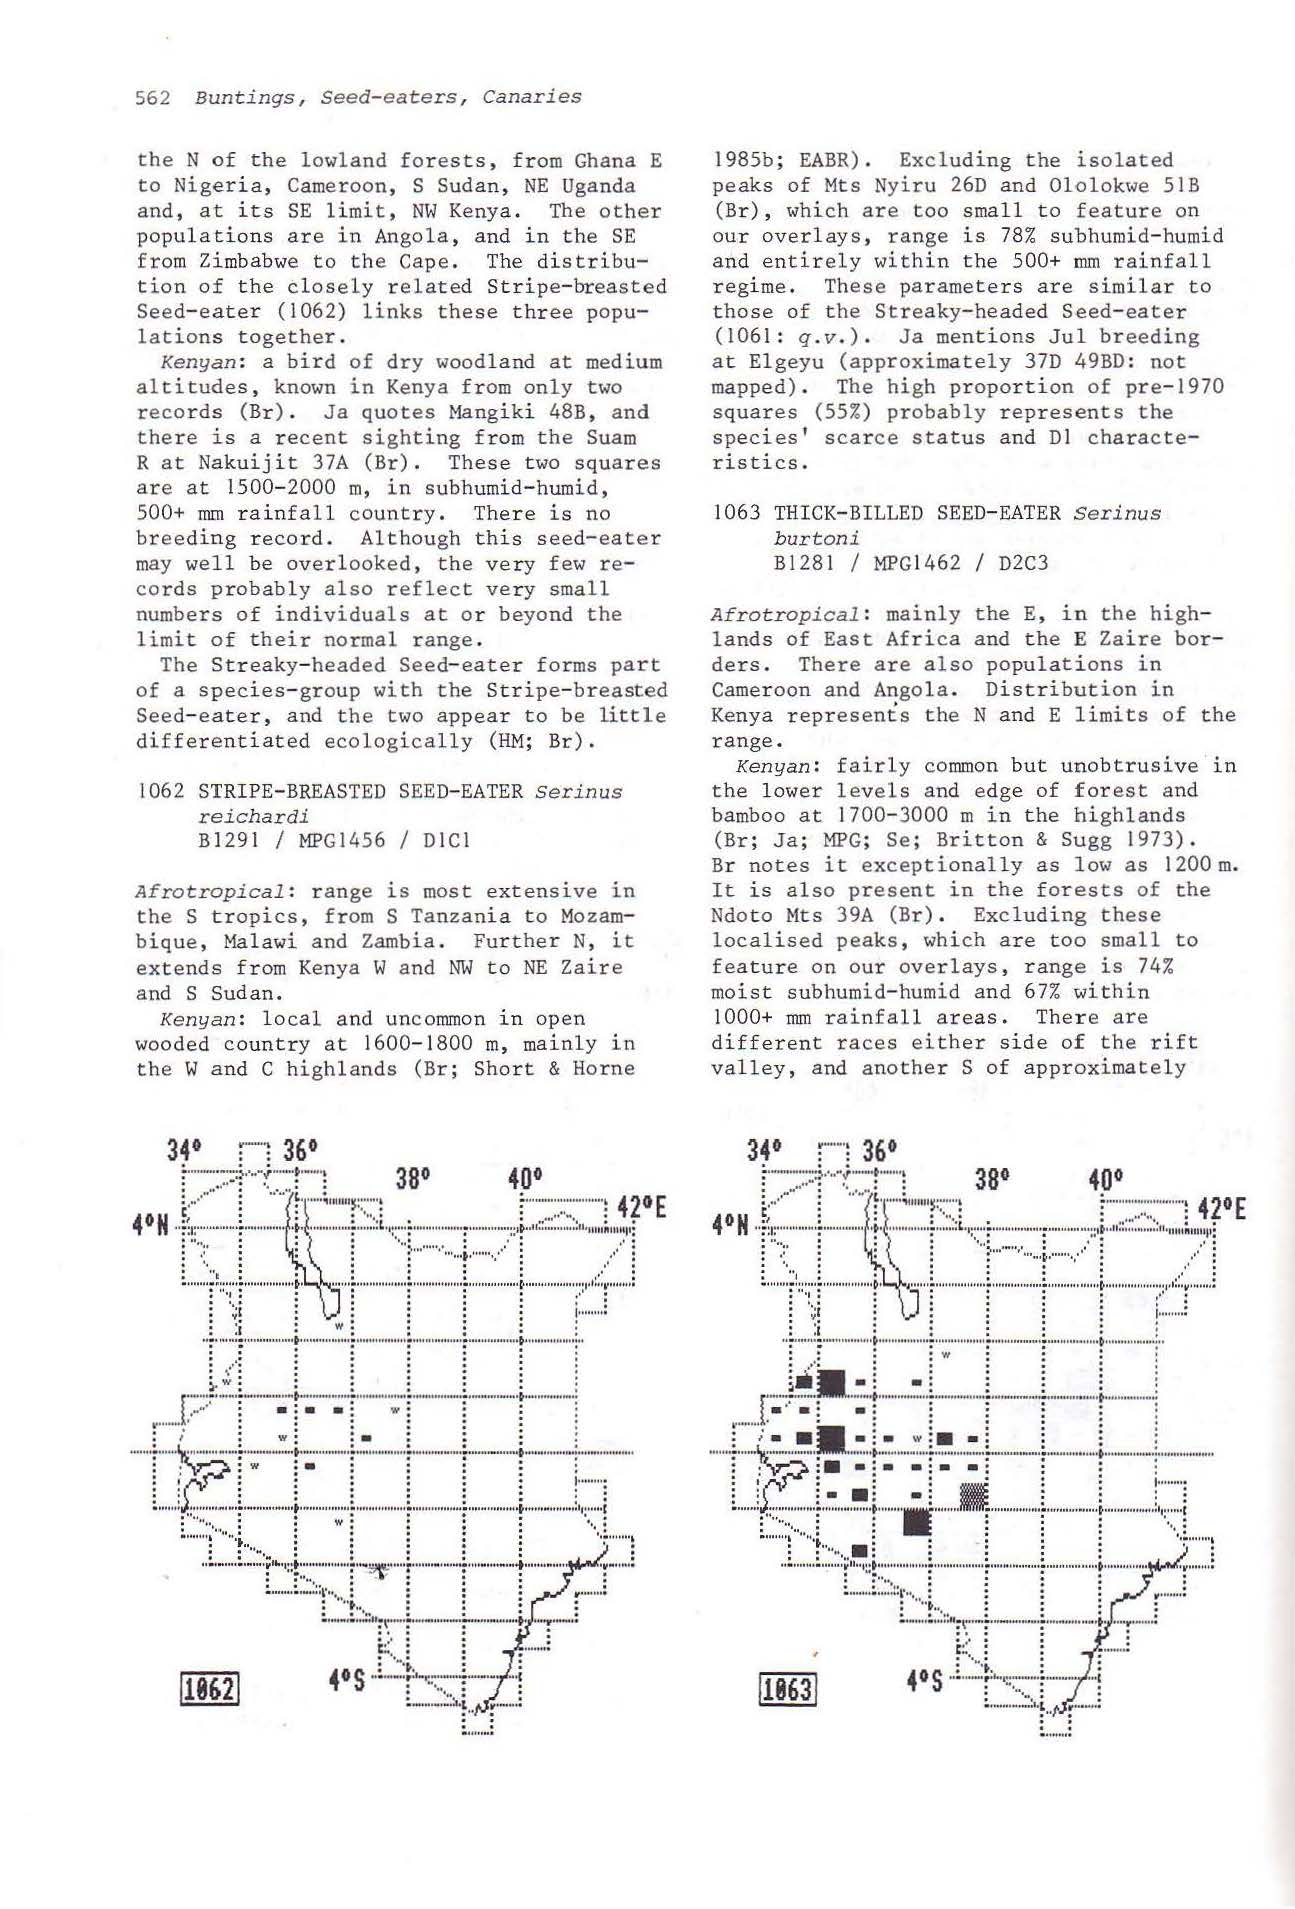 562 Buntings, Seed-eaters, Canaries
the N of the lowland forests, from Ghana E
to Nigeria, Cameroon, S Sudan, NE Uganda
and, at its SE limit, NW Kenya. The other
populations are in Angola, and in the SE
from Zimbabwe to the Cape. The distribu-
tion of the closely related Stripe-breasted
Seed-eater (1062) links these three popu-
lations together.
Kenyan: a bird of dry woodland at medium
altitudes, known in Kenya from only two
records (Br). Ja quotes Mangiki 48B, and
there is a recent sighting from the Suam
R at Nakuijit 37A (Br). These two squares
are at 1500-2000 m, in subhumid-humid,
500+ mm rainfall country. There is no
breeding record. Although this seed-eater
may well be overlooked, the very few re-
cords probably also reflect very small
numbers of individuals at or beyond the
limit of their normal range.
The Streaky-headed Seed-eater forms part
of a species-group with the Stripe-breasted
Seed-eater, and the two appear to be little
differentiated ecologically (HM; Br).
1062 STRIPE-BREASTED SEED-EATER Serinus
reichardi
B1291 / MPG1456 / D1C1
Afrotropical: range is most extensive in
the S tropics, from S Tanzania to Mozam-
bique, Malawi and Zambia. Further N, it
extends from Kenya W and NW to NE Zaire
and S Sudan.
Kenyan: local and uncommon in open
wooded country at 1600-1800 m, mainly in
the W and C highlands (Br; Short & Horne
1985b; EABR). Excluding the isolated
peaks of Mts Nyiru 26D and Ololokwe 51B
(Br), which are too small to feature on
our overlays, range is 78% subhumid-humid
and entirely within the 500+ mm rainfall
regime. These parameters are similar to
those of the Streaky-headed Seed-eater
(1061: q.v.). Ja mentions Jul breeding
at Elgeyu (approximately 37D 49BD: not
mapped). The high proportion of pre-1970
squares (55%) probably represents the
species' scarce status and D1 characte-
ristics.
1063 THICK-BILLED SEED-EATER Serinus
burtoni
B1281 / MPG1462 / D2C3
Afrotropical: mainly the E, in the high-
lands of East Africa and the E Zaire bor-
ders. There are also populations in
Cameroon and Angola. Distribution in
Kenya represents the N and E limits of the
range.
Kenyan: fairly common but unobtrusive in
the lower levels and edge of forest and
bamboo at 1700-3000 m in the highlands
(Br; Ja; MPG; Se; Britton & Sugg 1973).
Br notes it exceptionally as low as 1200 m.
It is also present in the forests of the
Ndoto Mts 39A (Br). Excluding these
localised peaks, which are too small to
feature on our overlays, range is 74%
moist subhumid-humid and 67% within
1000+ mm rainfall areas. There are
different races either side of the rift
valley, and another S of approximately
34° 36°
38° 40°
42°E
4°N
w
w
w
w
w
w
4°S
1062
34° 36°
38° 40°
42°E
4°N
w
w
4°S
1063